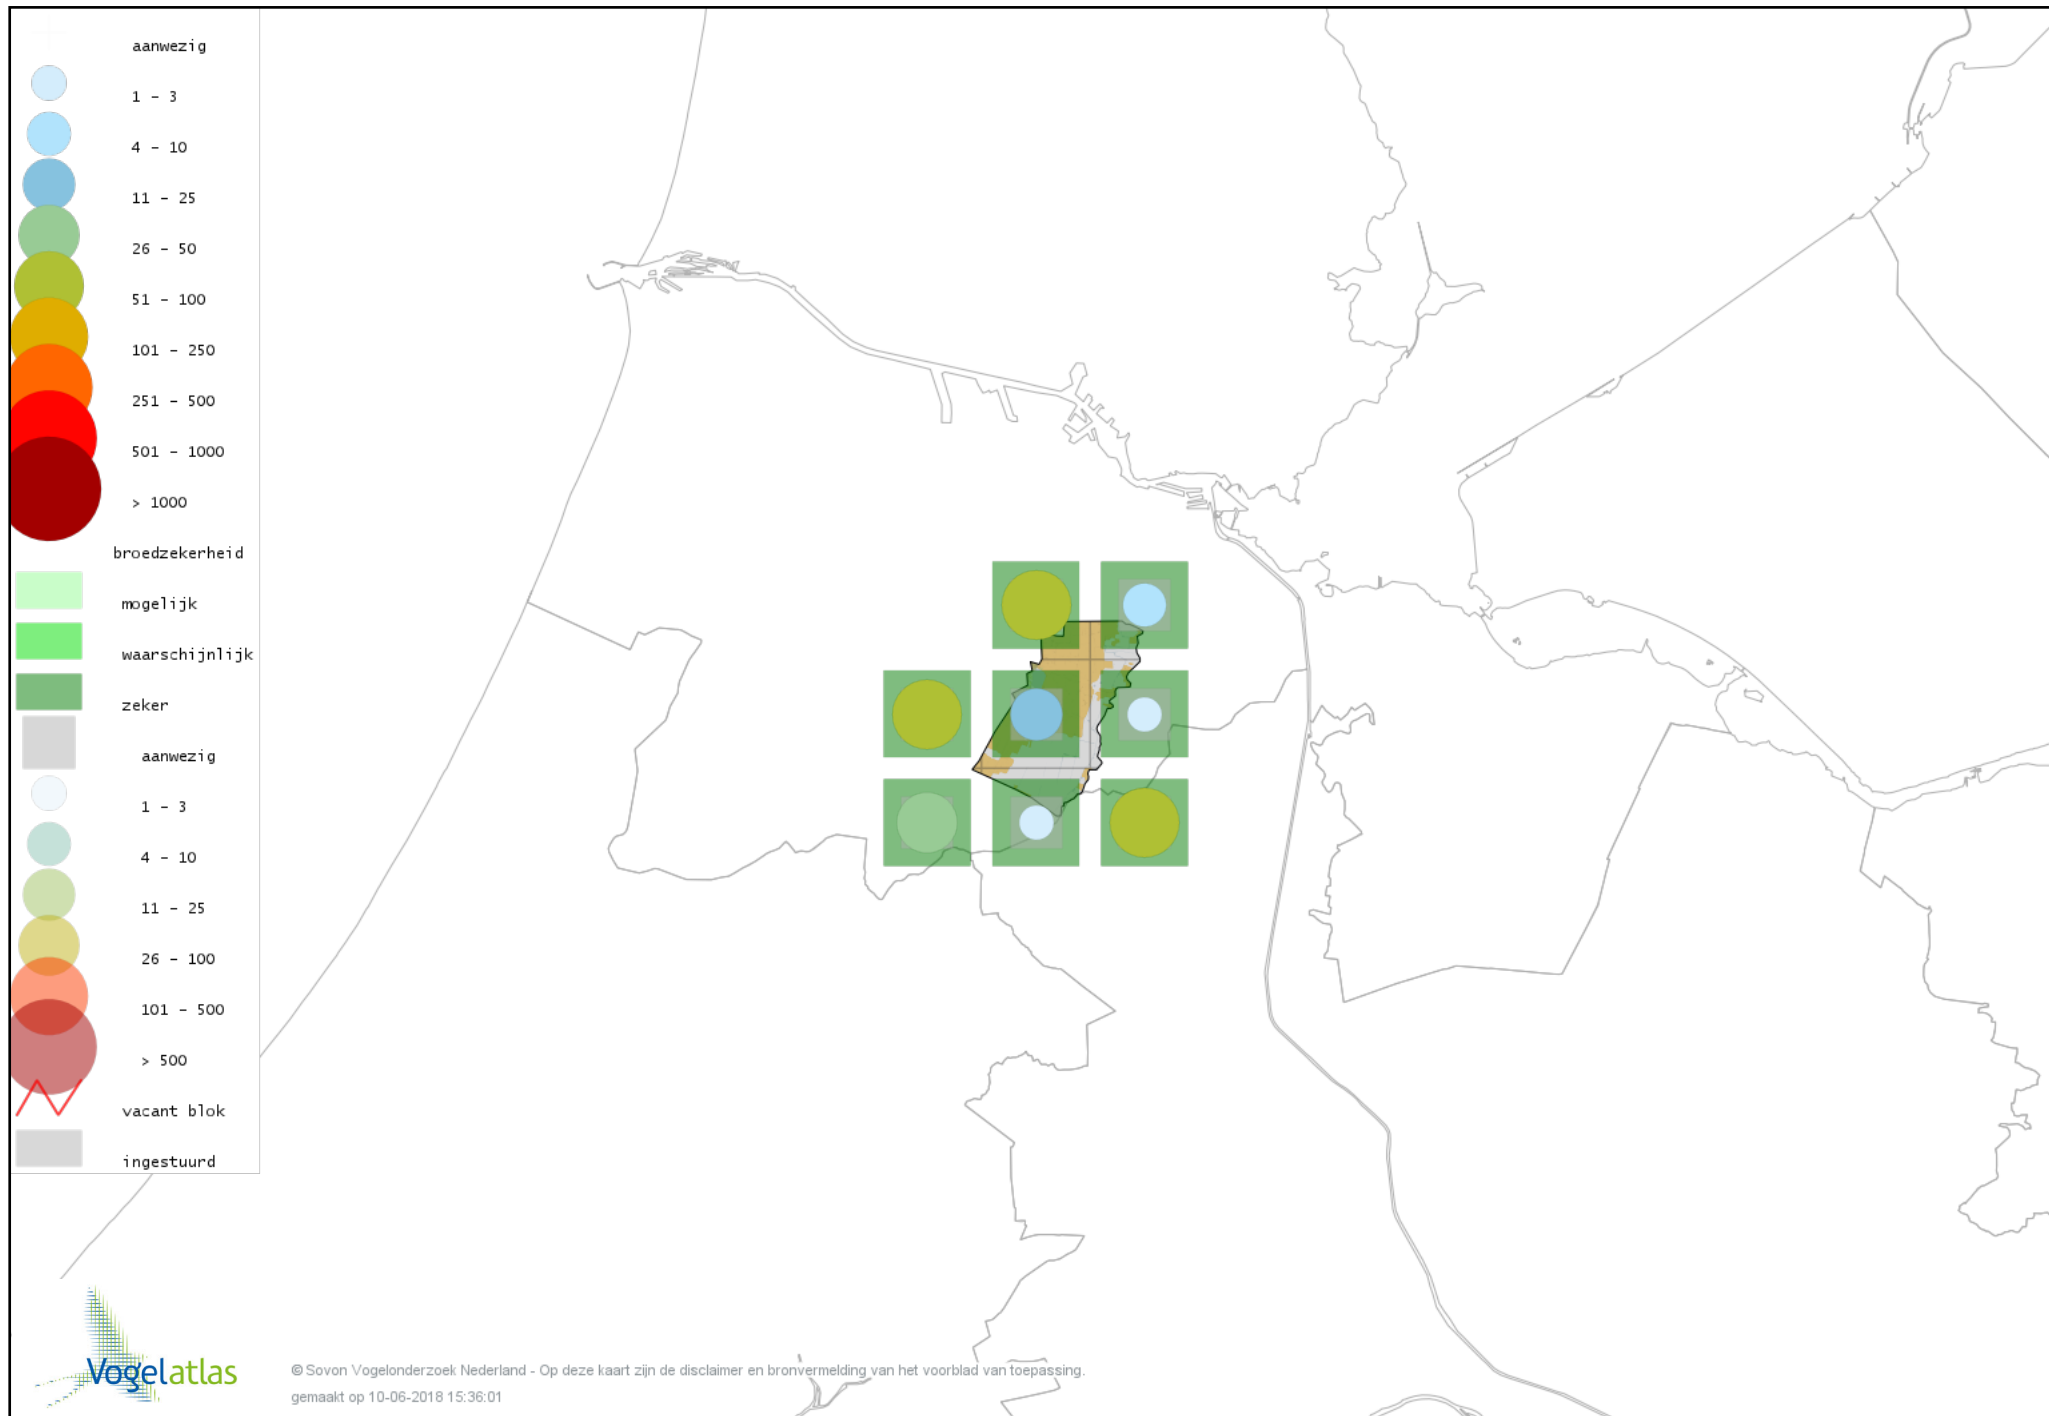 aanwezig
1 - 3
4 - 10
11 - 25
26 - 50
51 - 100
101 - 250
251 - 500
501 - 1000
> 1000
broedzekerheid
mogelijk
waarschijnlijk
zeker
aanwezig
1 - 3
4 - 10
11 - 25
26 - 100
101 - 500
> 500
vacant blok
ingestuurd
Vogelatlas
© Sovon Vogelonderzoek Nederland - Op deze kaart zijn de disclaimer en bronvermelding van het voorblad van toepassing.
gemaakt op 10-06-2018 15:36:01